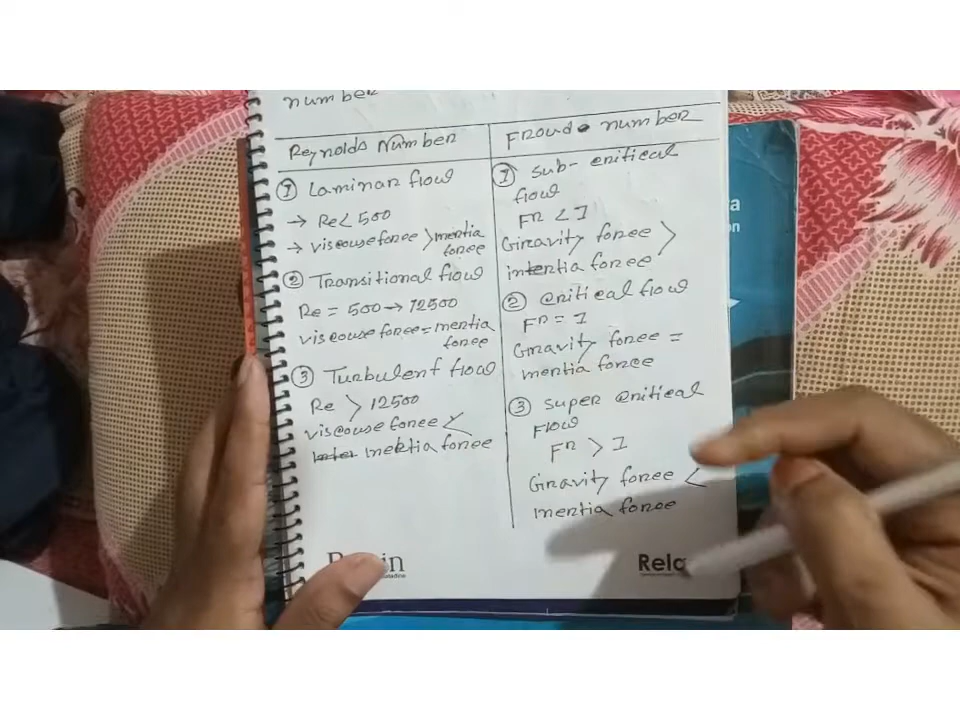 number
Reynolds Number
① Laminar flow
→ Re < 500
→ viscouse force > inertia
force
② Transitional flow
Re = 500 → 12500
viscouse force = inertia
force
③ Turbulent flow
Re > 12500
viscouse force <
inertia force
Froud number
① Sub-critical
flow
Fr < 1
Gravity force >
inertia force
② critical flow
Fr = 1
Gravity force =
inertia force
③ super critical
Flow
Fr > 1
Gravity force <
inertia force